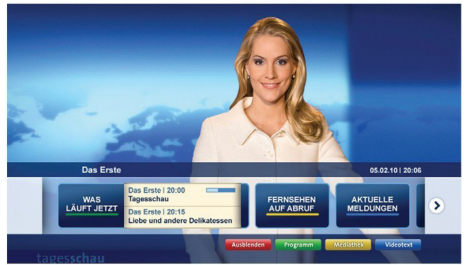 Das Erste
05.02.10 | 20:06
WAS
LÄUFT JETZT
Das Erste | 20:00
Tagesschau
Das Erste | 20:15
Liebe und andere Delikatessen
FERNSEHEN
AUF ABRUF
AKTUELLE
MELDUNGEN
Ausblenden
Programm
Mediathek
Videotext
tagesschau